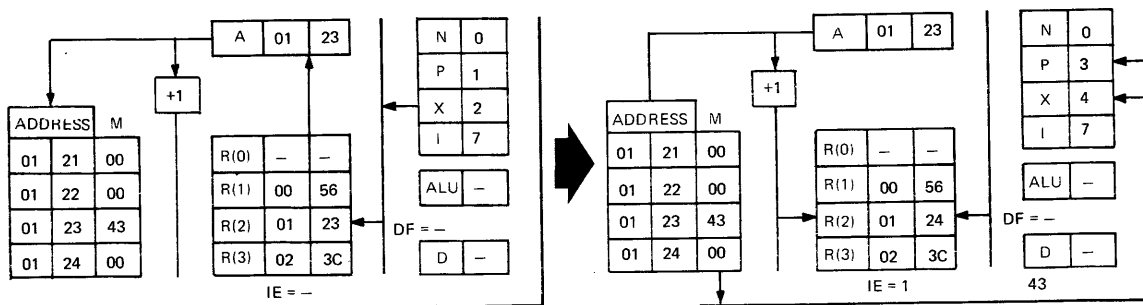 A 01 23
+1
ADDRESS M
01 21 00
01 22 00
01 23 43
01 24 00
R(0) – –
R(1) 00 56
R(2) 01 23
R(3) 02 3C
IE = –
N 0
P 1
X 2
I 7
ALU –
DF = –
D –
A 01 23
+1
ADDRESS M
01 21 00
01 22 00
01 23 43
01 24 00
R(0) – –
R(1) 00 56
R(2) 01 24
R(3) 02 3C
IE = 1
N 0
P 3
X 4
I 7
ALU –
DF = –
D –
43